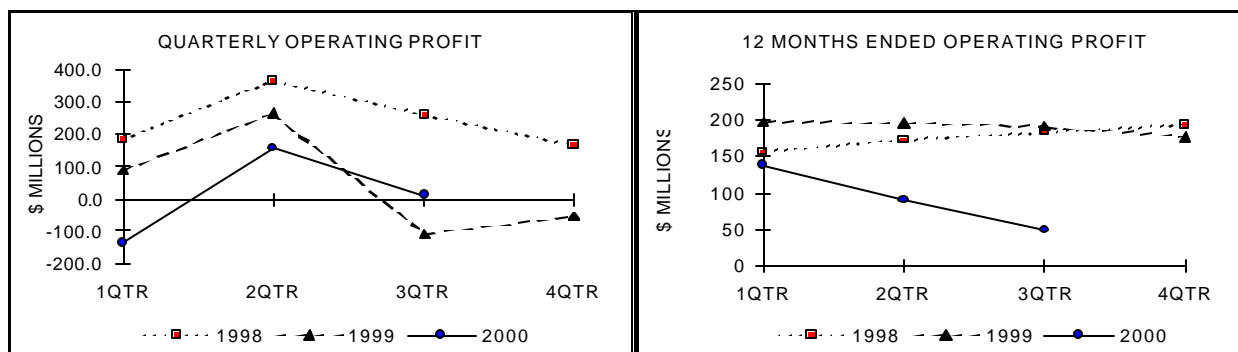 QUARTERLY OPERATING PROFIT
400.0
300.0
200.0
100.0
0.0
-100.0
-200.0
$ MILLIONS
1QTR 2QTR 3QTR 4QTR
1998 1999 2000
12 MONTHS ENDED OPERATING PROFIT
250
200
150
100
50
0
$ MILLIONS
1QTR 2QTR 3QTR 4QTR
1998 1999 2000